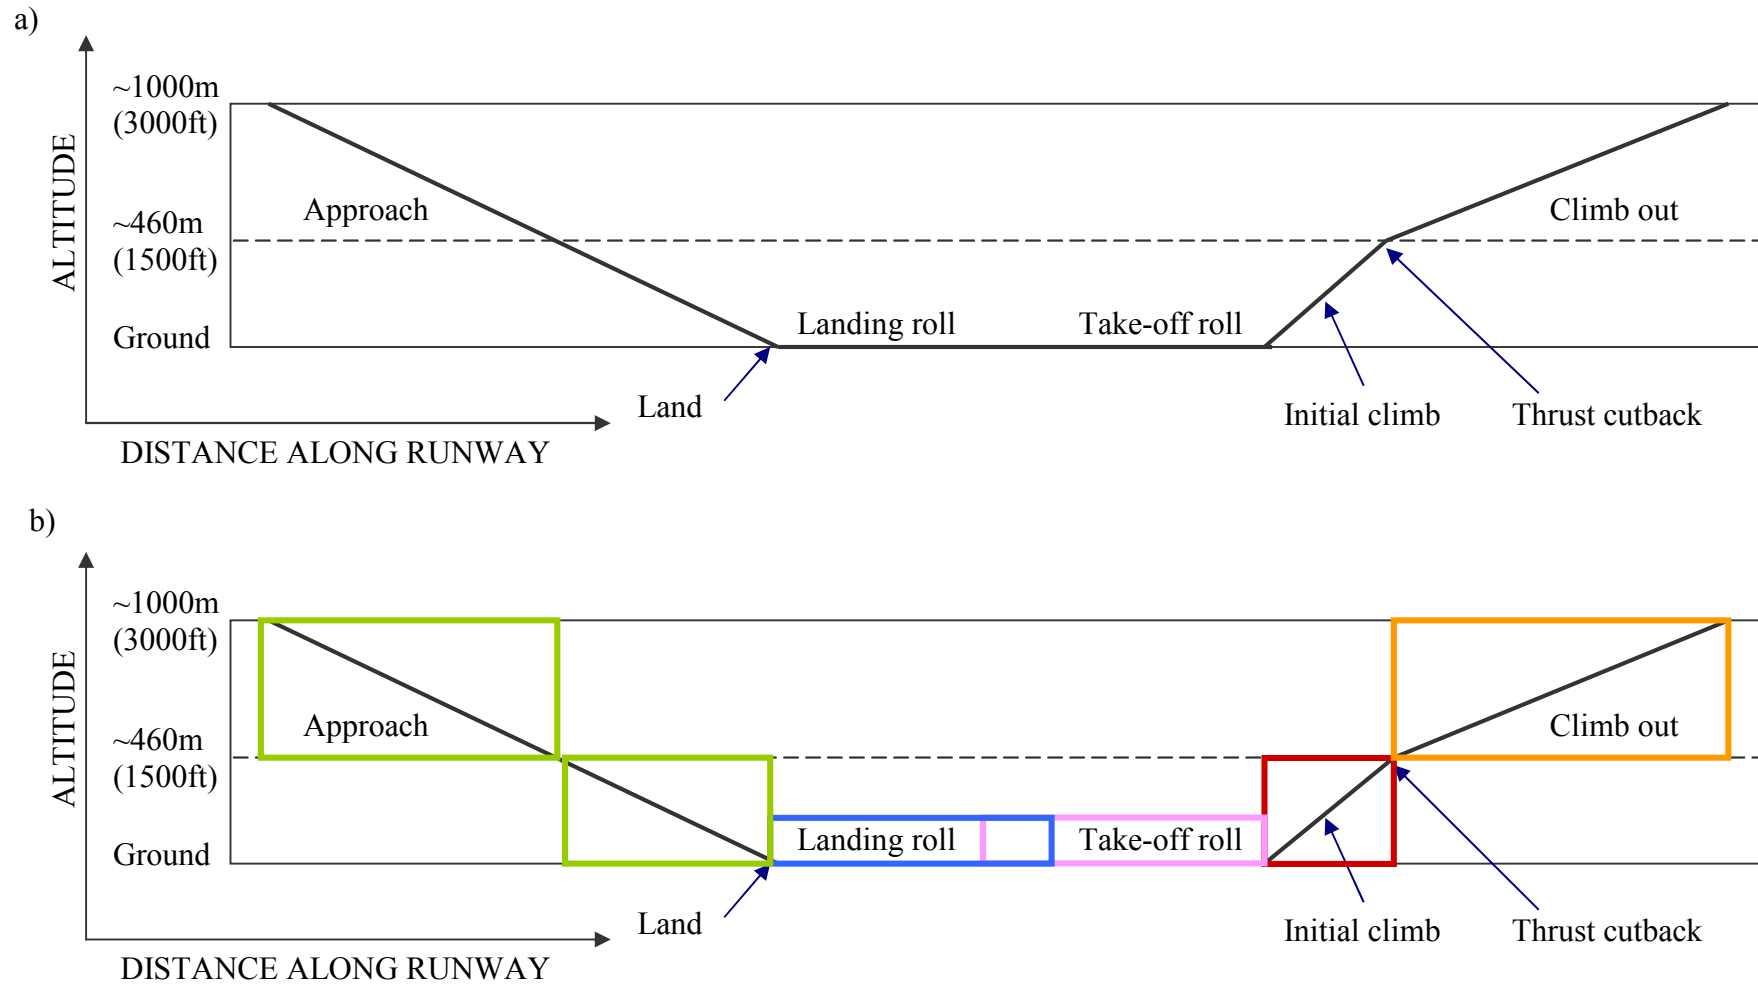 a)
~1000m
(3000ft)
Approach
Climb out
~460m
(1500ft)
ALTITUDE
Landing roll
Take-off roll
Ground
Land
Initial climb
Thrust cutback
DISTANCE ALONG RUNWAY
b)
~1000m
(3000ft)
Approach
Climb out
~460m
(1500ft)
ALTITUDE
Landing roll
Take-off roll
Ground
Land
Initial climb
Thrust cutback
DISTANCE ALONG RUNWAY